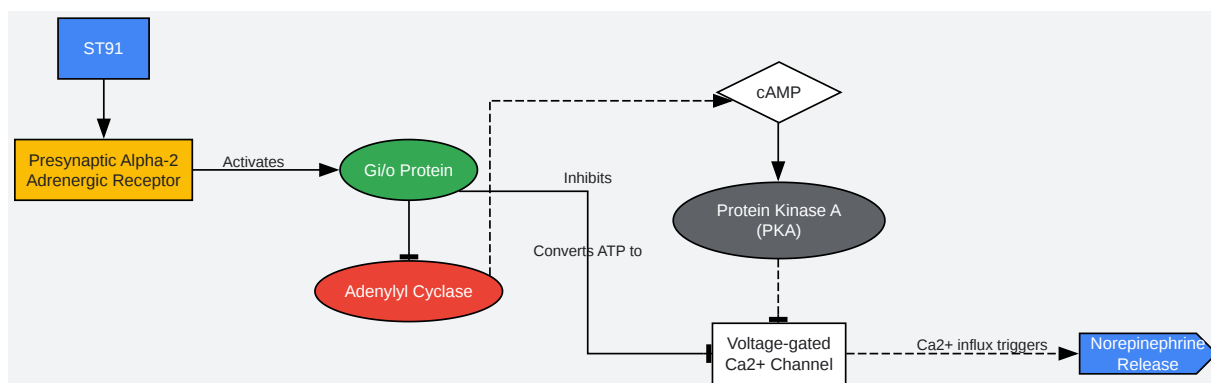 ST91
cAMP
Presynaptic Alpha-2
Adrenergic Receptor
Activates
Gi/o Protein
Inhibits
Protein Kinase A
(PKA)
Converts ATP to
Adenylyl Cyclase
Voltage-gated
Ca2+ Channel
Ca2+ influx triggers
Norepinephrine
Release